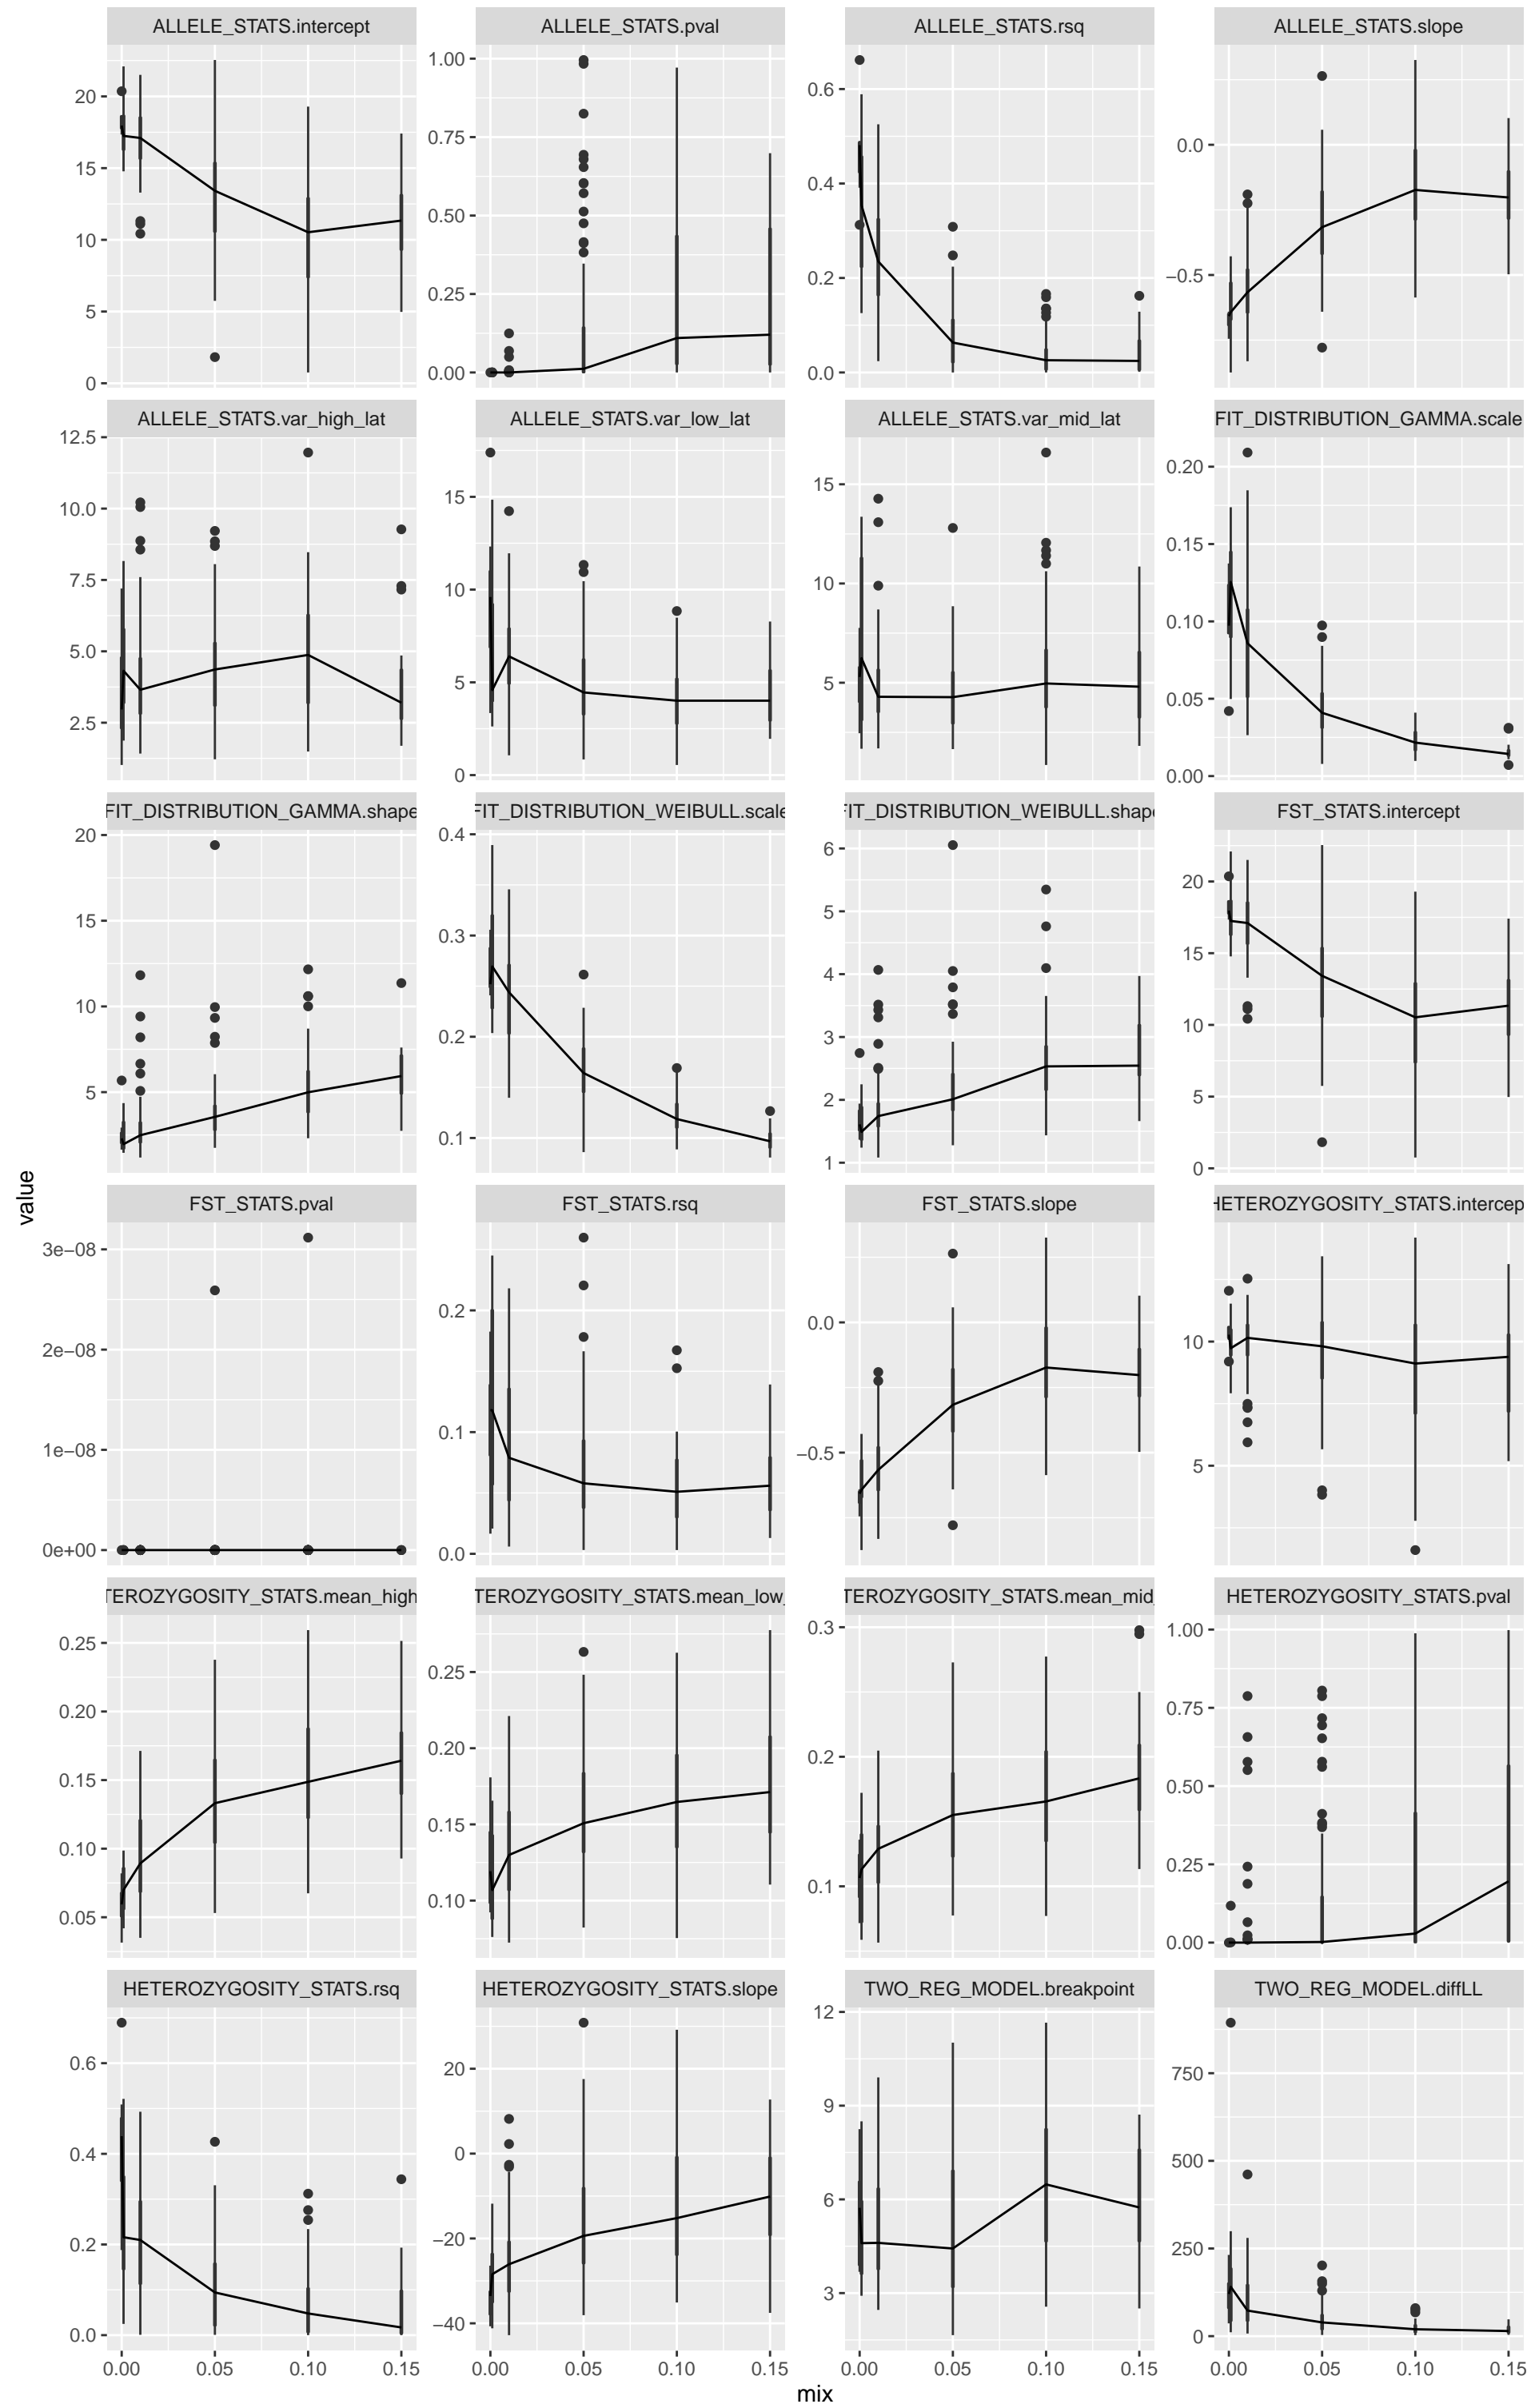 ALLELE_STATS.intercept
ALLELE_STATS.pval
ALLELE_STATS.rsq
ALLELE_STATS.slope
20
15
10
5
0
1.00
0.75
0.50
0.25
0.00
0.6
0.4
0.2
0.0
0.0
−0.5
ALLELE_STATS.var_high_lat
ALLELE_STATS.var_low_lat
ALLELE_STATS.var_mid_lat
FIT_DISTRIBUTION_GAMMA.scale
12.5
10.0
7.5
5.0
2.5
15
10
5
0
15
10
5
0.20
0.15
0.10
0.05
0.00
FIT_DISTRIBUTION_GAMMA.shape
FIT_DISTRIBUTION_WEIBULL.scale
FIT_DISTRIBUTION_WEIBULL.shape
FST_STATS.intercept
20
15
10
5
0.4
0.3
0.2
0.1
6
5
4
3
2
1
20
15
10
5
0
FST_STATS.pval
FST_STATS.rsq
FST_STATS.slope
HETEROZYGOSITY_STATS.intercep
3e−08
2e−08
1e−08
0e+00
0.2
0.1
0.0
0.0
−0.5
10
5
TEROZYGOSITY_STATS.mean_high
TEROZYGOSITY_STATS.mean_low_
TEROZYGOSITY_STATS.mean_mid_
HETEROZYGOSITY_STATS.pval
0.25
0.20
0.15
0.10
0.05
0.25
0.20
0.15
0.10
0.3
0.2
0.1
1.00
0.75
0.50
0.25
0.00
HETEROZYGOSITY_STATS.rsq
HETEROZYGOSITY_STATS.slope
TWO_REG_MODEL.breakpoint
TWO_REG_MODEL.diffLL
0.6
0.4
0.2
0.0
20
0
−20
−40
12
9
6
3
750
500
250
0
0.00 0.05 0.10 0.15
0.00 0.05 0.10 0.15
0.00 0.05 0.10 0.15
0.00 0.05 0.10 0.15
mix
value